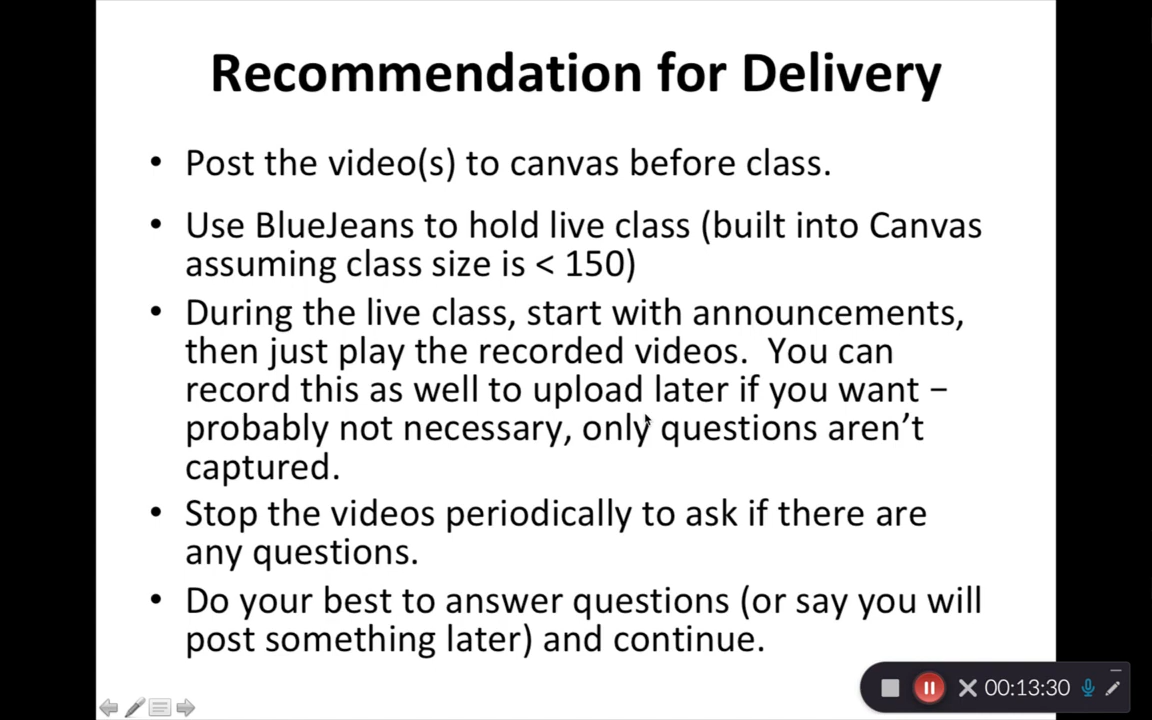 Recommendation for Delivery
• Post the video(s) to canvas before class.
• Use BlueJeans to hold live class (built into Canvas
assuming class size is < 150)
• During the live class, start with announcements,
then just play the recorded videos.  You can
record this as well to upload later if you want –
probably not necessary, only questions aren’t
captured.
• Stop the videos periodically to ask if there are
any questions.
• Do your best to answer questions (or say you will
post something later) and continue.
00:13:30